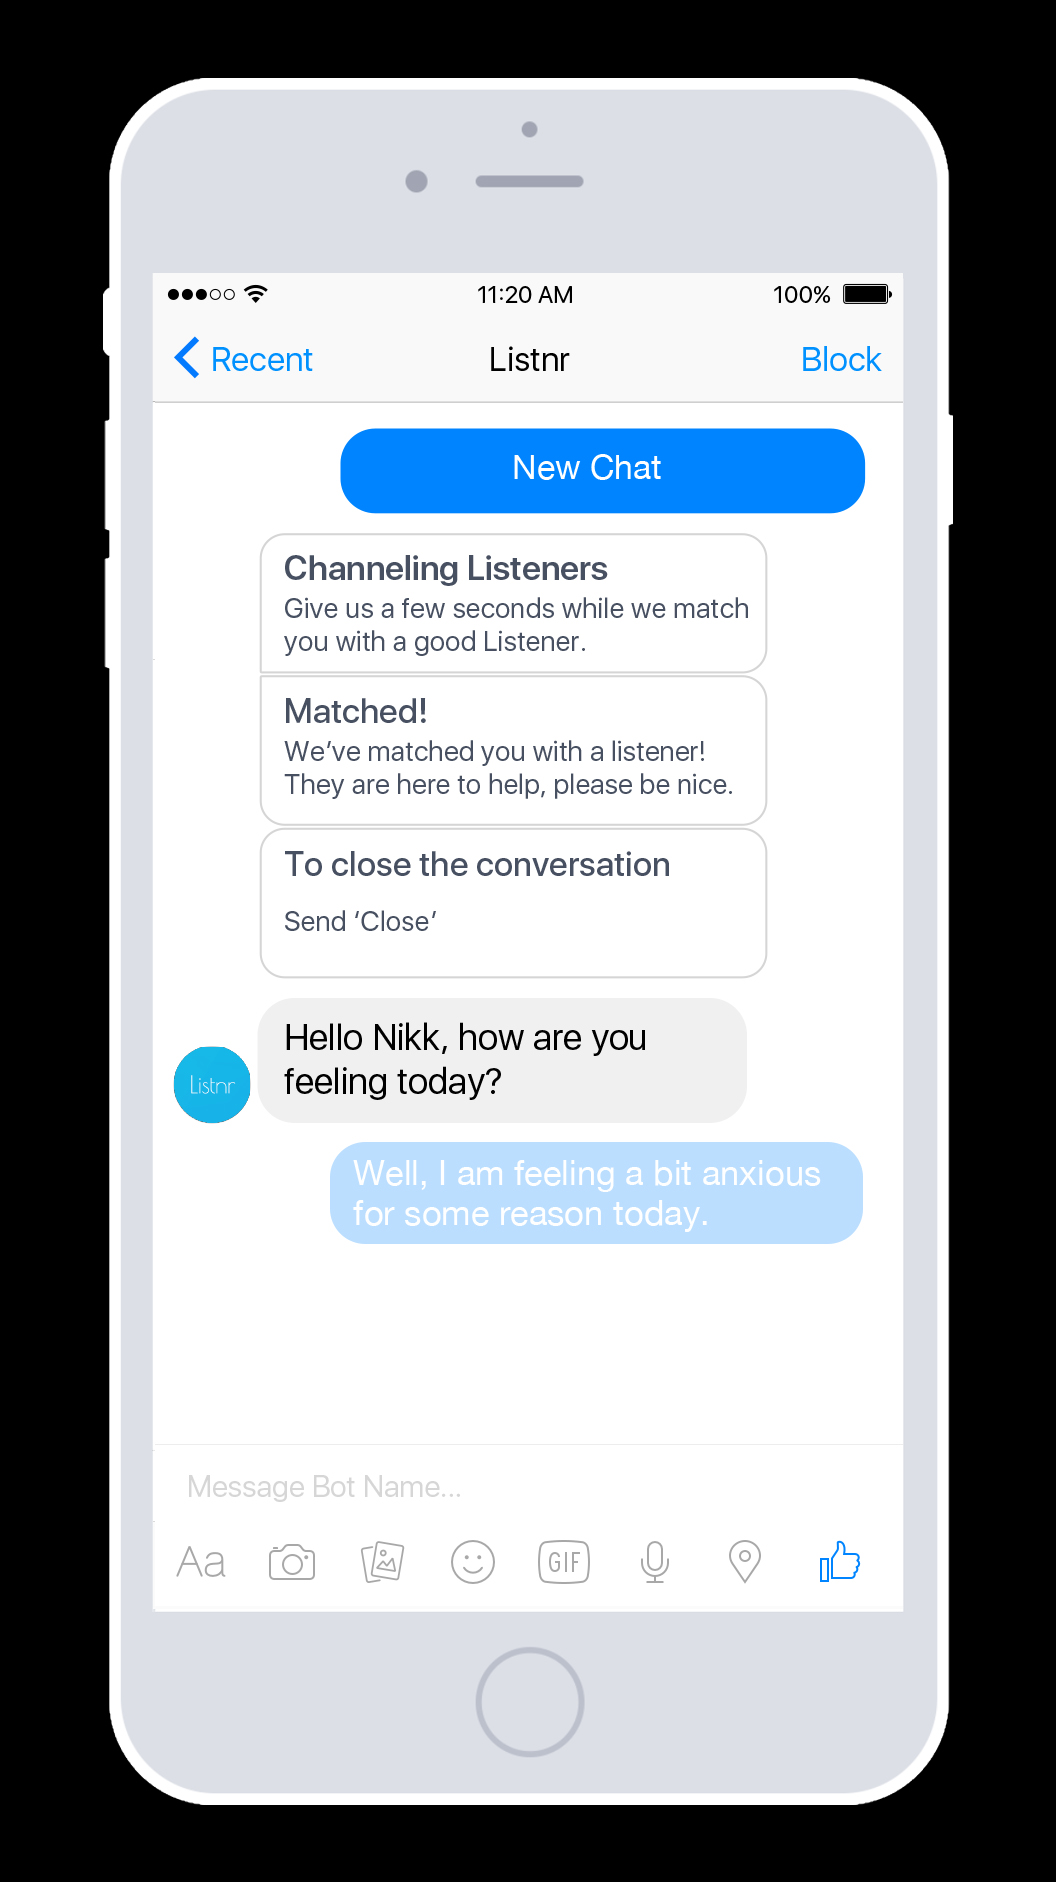 11:20 AM
100%
Recent
Listnr
Block
New Chat
Channeling Listeners
Give us a few seconds while we match
you with a good Listener.
Matched!
We’ve matched you with a listener!
They are here to help, please be nice.
To close the conversation
Send ‘Close’
Hello Nikk, how are you
feeling today?
Listnr
Well, I am feeling a bit anxious
for some reason today.
Message Bot Name...
Aa
GIF